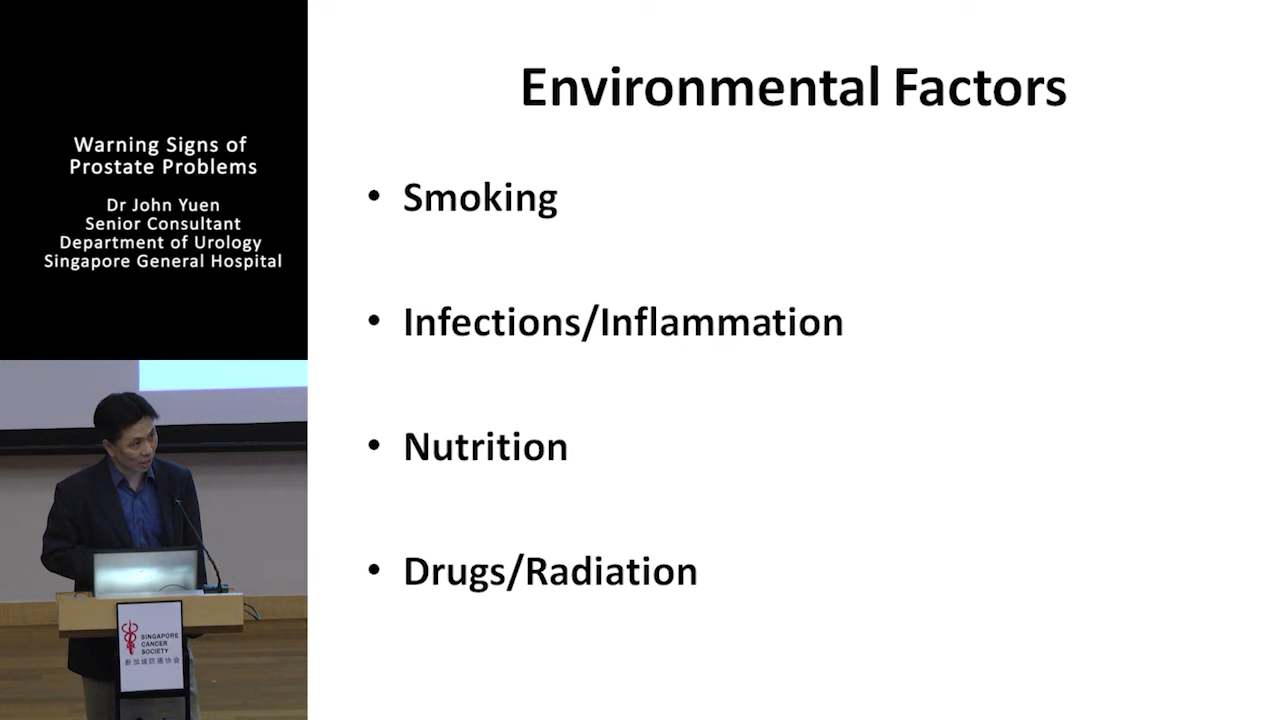 Warning Signs of
Prostate Problems
Dr John Yuen
Senior Consultant
Department of Urology
Singapore General Hospital
Environmental Factors
• Smoking
• Infections/Inflammation
• Nutrition
• Drugs/Radiation
SINGAPORE
CANCER
SOCIETY
新加坡防癌协会